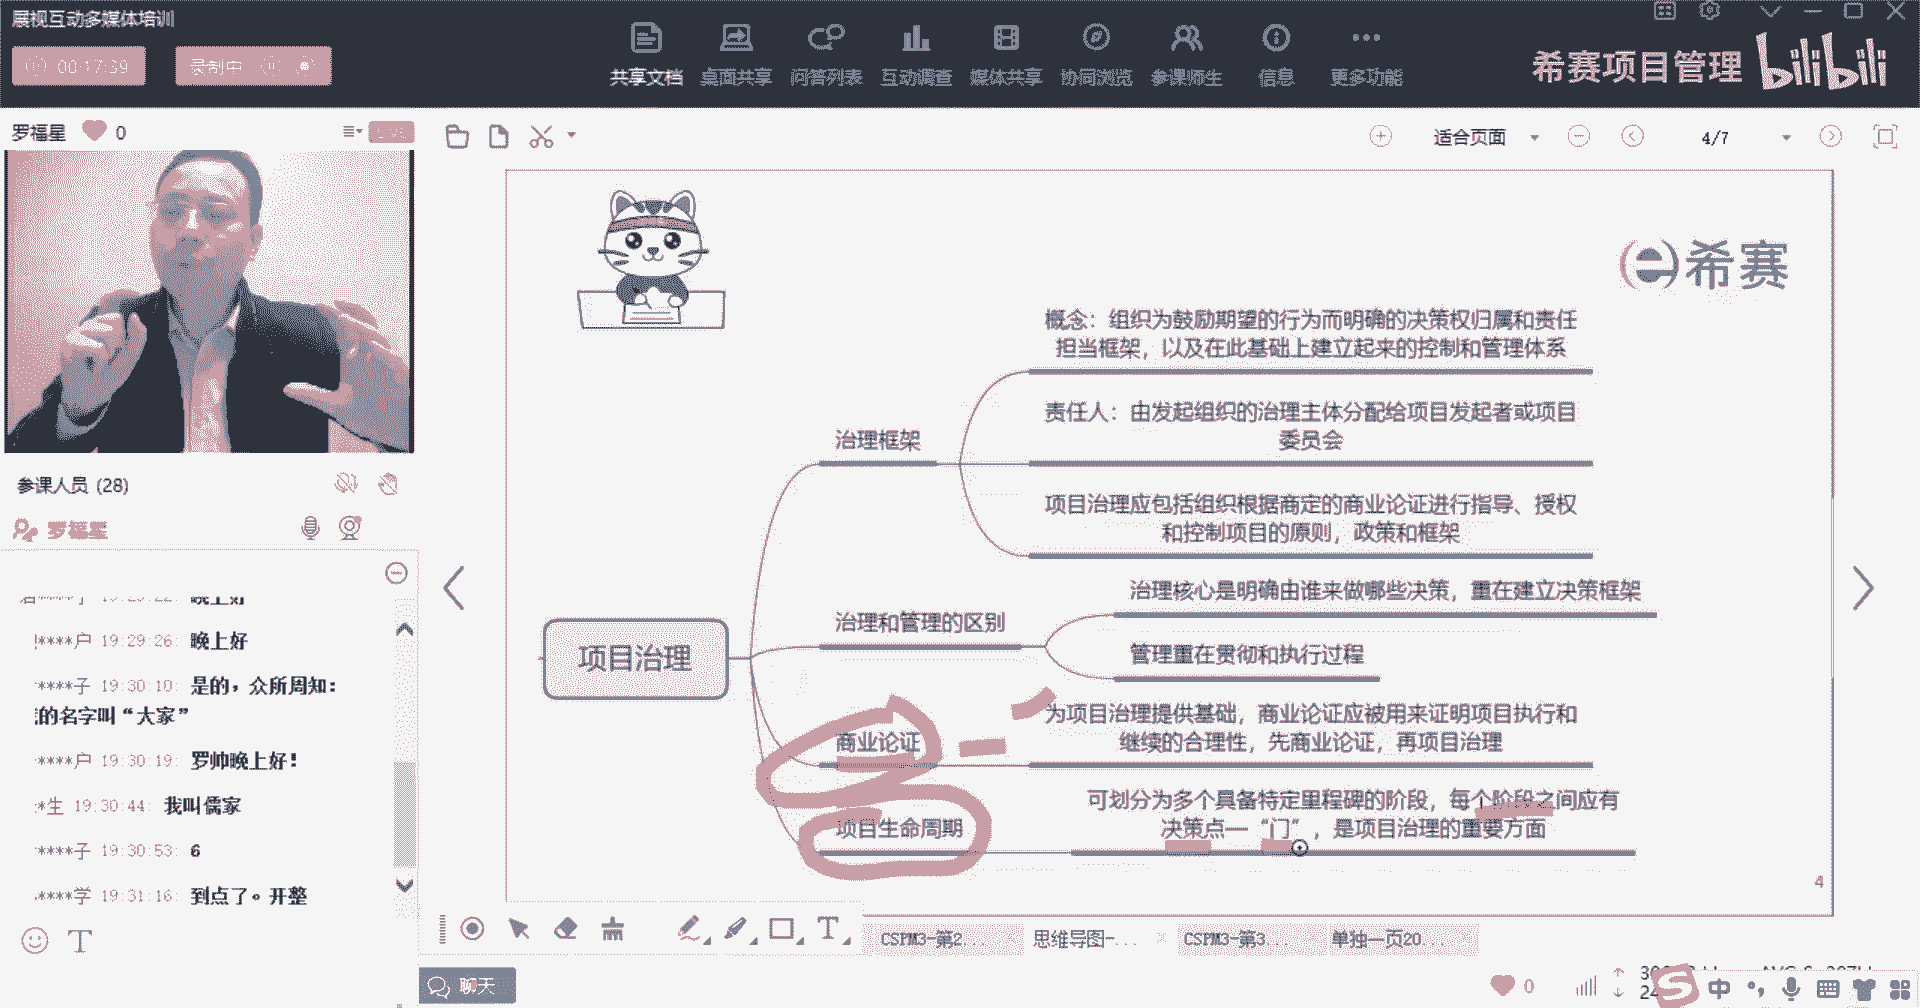 展视互动多媒体培训
00:17:39
录制中
共享文档 桌面共享 问答列表 互动调查 媒体共享 协同浏览 参课师生 信息 更多功能
希赛项目管理 bilibili
罗福星 0
适合页面
4/7
希赛
概念：组织为鼓励期望的行为而明确的决策权归属和责任
担当框架，以及在此基础上建立起来的控制和管理体系
责任人：由发起组织的治理主体分配给项目发起者或项目
委员会
治理框架
项目治理应包括组织根据商定的商业论证进行指导、授权
和控制项目的原则，政策和框架
治理核心是明确由谁来做哪些决策，重在建立决策框架
治理和管理的区别
管理重在贯彻和执行过程
项目治理
为项目治理提供基础，商业论证应被用来证明项目执行和
继续的合理性，先商业论证，再项目治理
商业论证
可划分为多个具备特定里程碑的阶段，每个阶段之间应有
决策点—“门”，是项目治理的重要方面
项目生命周期
4
参课人员 (28)
罗福星
晚上好
****户 19:29:26: 晚上好
****子 19:30:10: 是的，众所周知：
的名字叫“大家”
****户 19:30:19: 罗帅晚上好！
*生 19:30:44: 我叫儒家
****子 19:30:53: 6
****学 19:31:16: 到点了。开整
T
T
CSPM3-第2...
思维导图-...
CSPM3-第3...
单独一页20...
聊天
0
中